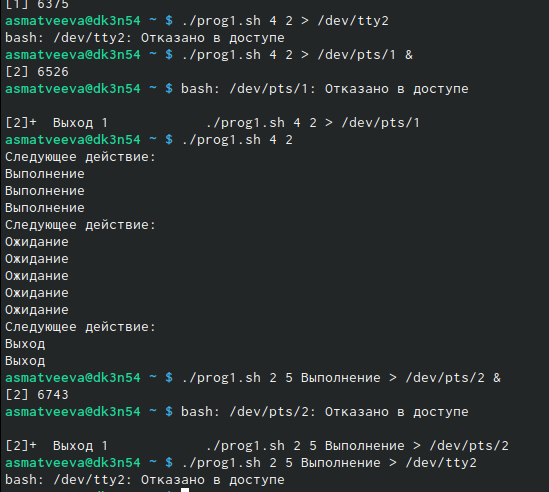 [1] 6375
asmatveeva@dk3n54 ~ $ ./prog1.sh 4 2 > /dev/tty2
bash: /dev/tty2: Отказано в доступе
asmatveeva@dk3n54 ~ $ ./prog1.sh 4 2 > /dev/pts/1 &
[2] 6526
asmatveeva@dk3n54 ~ $ bash: /dev/pts/1: Отказано в доступе

[2]+  Выход 1            ./prog1.sh 4 2 > /dev/pts/1
asmatveeva@dk3n54 ~ $ ./prog1.sh 4 2
Следующее действие:
Выполнение
Выполнение
Выполнение
Следующее действие:
Ожидание
Ожидание
Ожидание
Ожидание
Ожидание
Следующее действие:
Выход
Выход
asmatveeva@dk3n54 ~ $ ./prog1.sh 2 5 Выполнение > /dev/pts/2 &
[2] 6743
asmatveeva@dk3n54 ~ $ bash: /dev/pts/2: Отказано в доступе

[2]+  Выход 1            ./prog1.sh 2 5 Выполнение > /dev/pts/2
asmatveeva@dk3n54 ~ $ ./prog1.sh 2 5 Выполнение > /dev/tty2
bash: /dev/tty2: Отказано в доступе